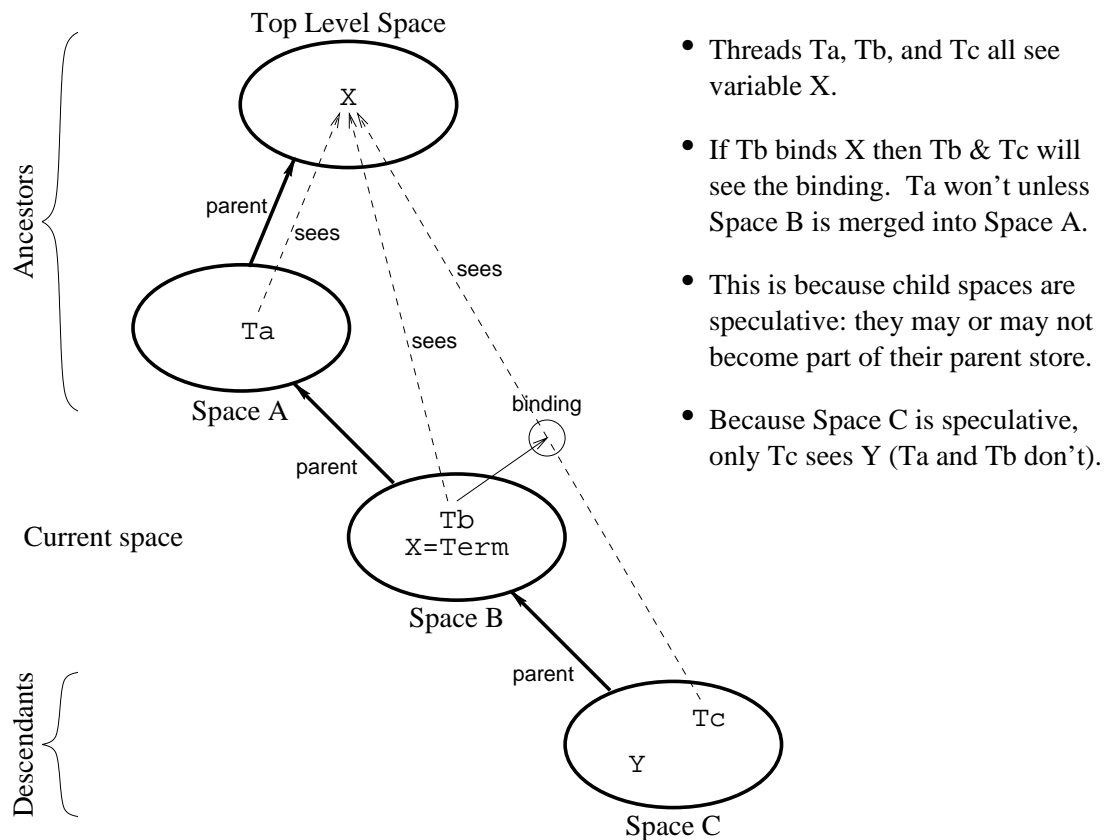 Top Level Space
X
Ancestors
parent
sees
sees
sees
Ta
Space A
binding
parent
Current space
Tb
X=Term
Space B
parent
Descendants
Tc
Y
Space C
• Threads Ta, Tb, and Tc all see
variable X.
• If Tb binds X then Tb & Tc will
see the binding. Ta won't unless
Space B is merged into Space A.
• This is because child spaces are
speculative: they may or may not
become part of their parent store.
• Because Space C is speculative,
only Tc sees Y (Ta and Tb don't).